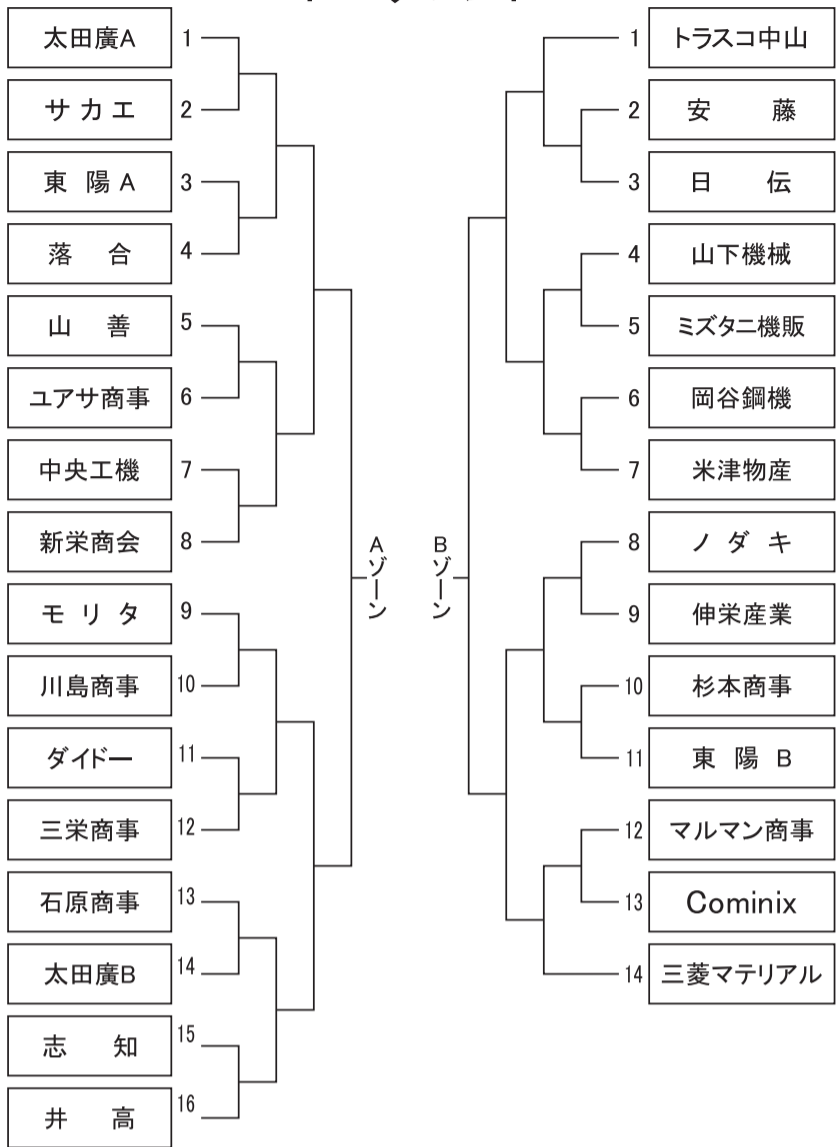 太田廣A 1
サカエ 2
東陽A 3
落合 4
山善 5
ユアサ商事 6
中央工機 7
新栄商会 8
モリタ 9
川島商事 10
ダイドー 11
三栄商事 12
石原商事 13
太田廣B 14
志知 15
井高 16
Aゾーン
Bゾーン
1 トラスコ中山
2 安藤
3 日伝
4 山下機械
5 ミズタニ機販
6 岡谷鋼機
7 米津物産
8 ノダキ
9 伸栄産業
10 杉本商事
11 東陽B
12 マルマン商事
13 Cominix
14 三菱マテリアル